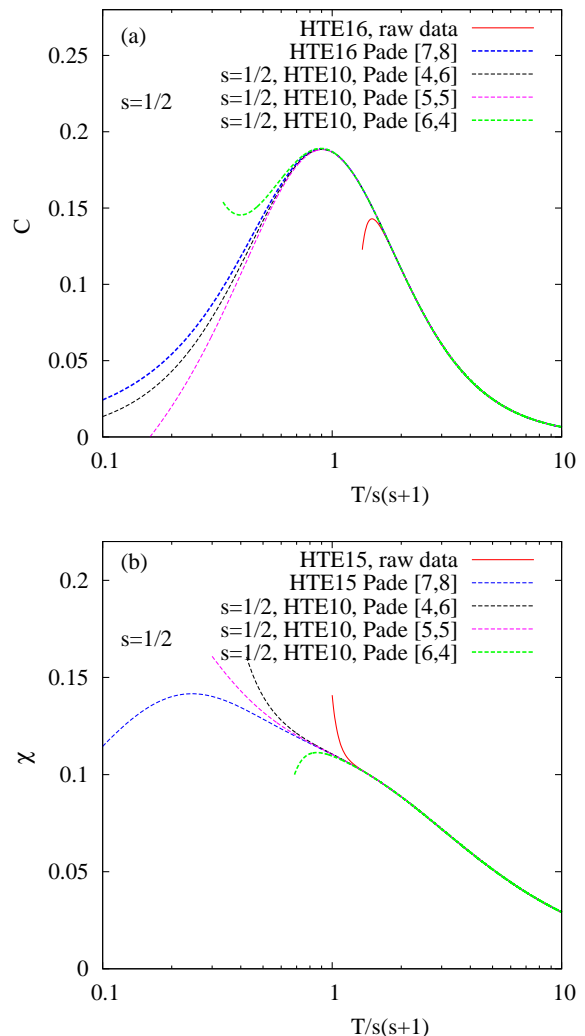 (a)
HTE16, raw data
HTE16 Pade [7,8]
s=1/2, HTE10, Pade [4,6]
s=1/2, HTE10, Pade [5,5]
s=1/2, HTE10, Pade [6,4]
s=1/2
0.25
0.2
0.15
0.1
0.05
0
C
0.1
1
10
T/s(s+1)
(b)
HTE15, raw data
HTE15 Pade [7,8]
s=1/2, HTE10, Pade [4,6]
s=1/2, HTE10, Pade [5,5]
s=1/2, HTE10, Pade [6,4]
s=1/2
0.2
0.15
0.1
0.05
0
χ
0.1
1
10
T/s(s+1)